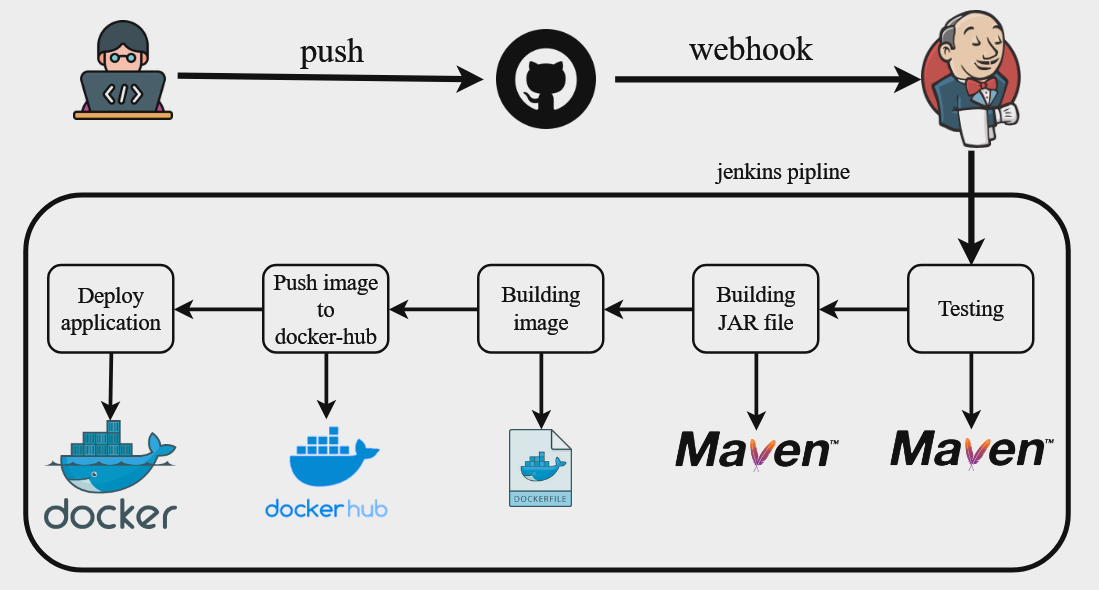 push
webhook
</>
jenkins pipline
Deploy
application
Push image
to
docker-hub
Building
image
Building
JAR file
Testing
docker
docker hub
DOCKERFILE
Maven™
Maven™